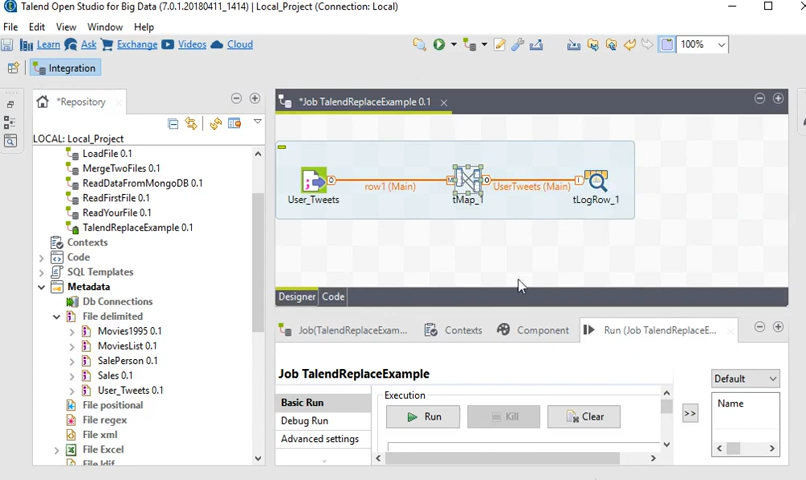 Talend Open Studio for Big Data (7.0.1.20180411_1414) | Local_Project (Connection: Local)
File Edit View Window Help
Learn Ask Exchange Videos Cloud 100%
Integration
*Repository
LOCAL: Local_Project
LoadFile 0.1
MergeTwoFiles 0.1
ReadDataFromMongoDB 0.1
ReadFirstFile 0.1
ReadYourFile 0.1
TalendReplaceExample 0.1
Contexts
Code
SQL Templates
Metadata
Db Connections
File delimited
Movies1995 0.1
MoviesList 0.1
SalePerson 0.1
Sales 0.1
User_Tweets 0.1
File positional
File regex
File xml
File Excel
File ldif
*Job TalendReplaceExample 0.1
row1 (Main) UserTweets (Main)
User_Tweets tMap_1 tLogRow_1
Designer Code
Job(TalendReplaceExam... Contexts Component Run (Job TalendReplaceE...
Job TalendReplaceExample
Basic Run
Debug Run
Advanced settings
Execution
Run Kill Clear
>>
Default
Name